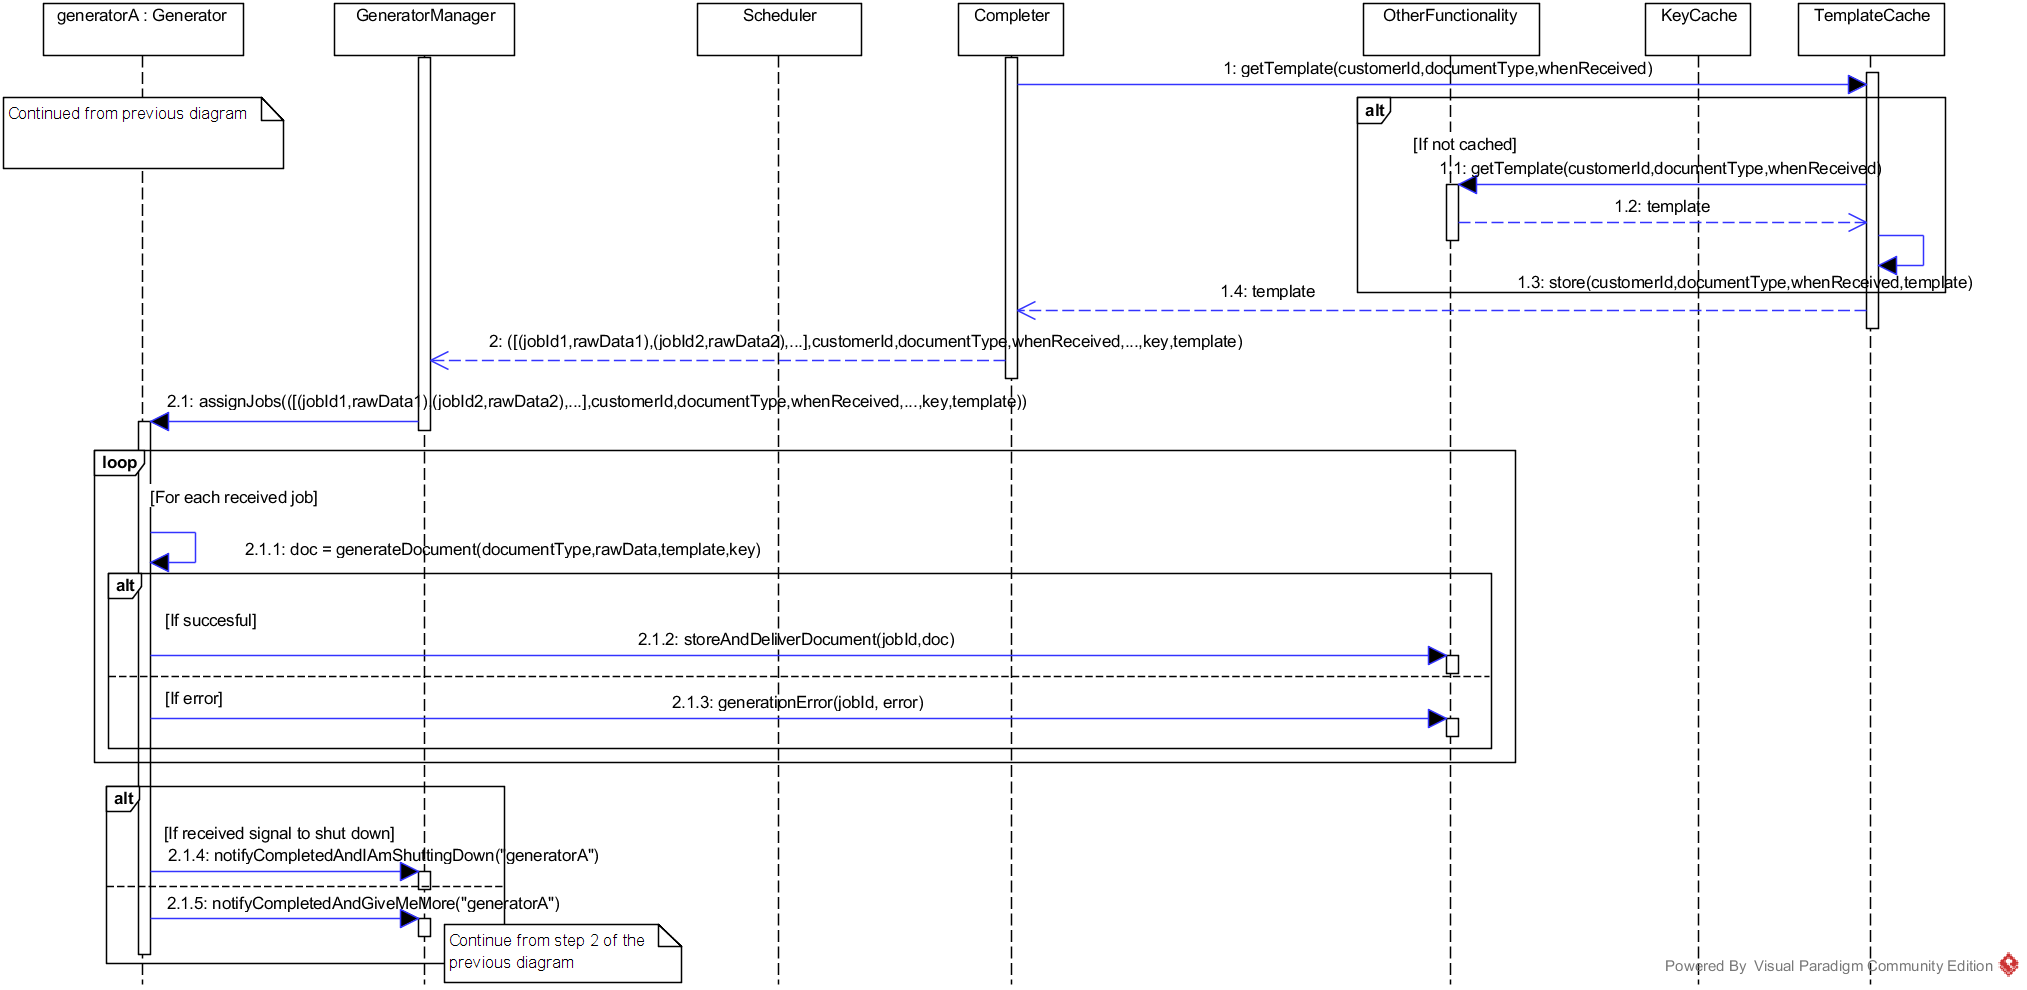 generatorA : Generator
GeneratorManager
Scheduler
Completer
OtherFunctionality
KeyCache
TemplateCache
1: getTemplate(customerId,documentType,whenReceived)
Continued from previous diagram
alt
[If not cached]
1.1: getTemplate(customerId,documentType,whenReceived)
1.2: template
1.3: store(customerId,documentType,whenReceived,template)
1.4: template
2: ([(jobId1,rawData1),(jobId2,rawData2),...],customerId,documentType,whenReceived,...,key,template)
2.1: assignJobs(([(jobId1,rawData1),(jobId2,rawData2),...],customerId,documentType,whenReceived,...,key,template))
loop
[For each received job]
2.1.1: doc = generateDocument(documentType,rawData,template,key)
alt
[If succesful]
2.1.2: storeAndDeliverDocument(jobId,doc)
[If error]
2.1.3: generationError(jobId, error)
alt
[If received signal to shut down]
2.1.4: notifyCompletedAndIAmShuttingDown("generatorA")
2.1.5: notifyCompletedAndGiveMeMore("generatorA")
Continue from step 2 of the
previous diagram
Powered By Visual Paradigm Community Edition